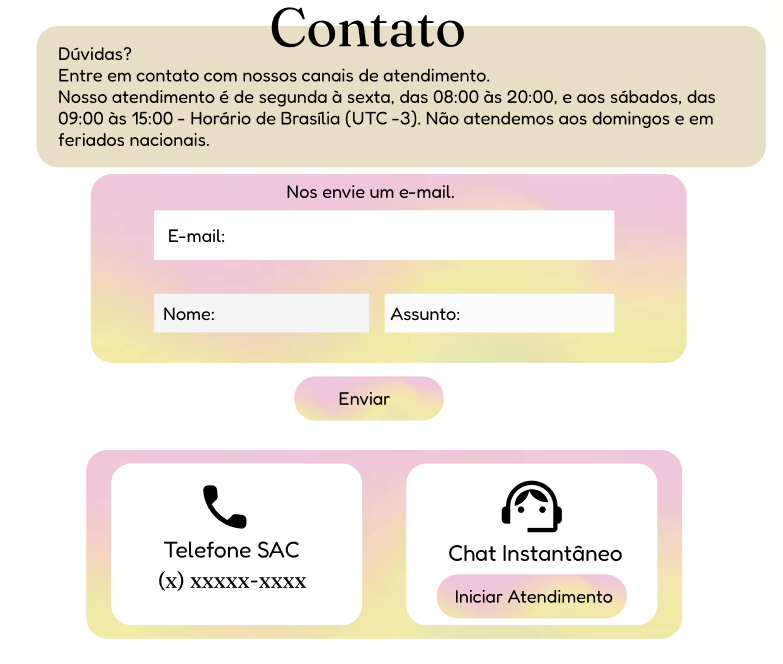 Contato
Dúvidas?
Entre em contato com nossos canais de atendimento.
Nosso atendimento é de segunda à sexta, das 08:00 às 20:00, e aos sábados, das
09:00 às 15:00 - Horário de Brasília (UTC -3). Não atendemos aos domingos e em
feriados nacionais.
Nos envie um e-mail.
E-mail:
Nome:
Assunto:
Enviar
Telefone SAC
(x) xxxxx-xxxx
Chat Instantâneo
Iniciar Atendimento